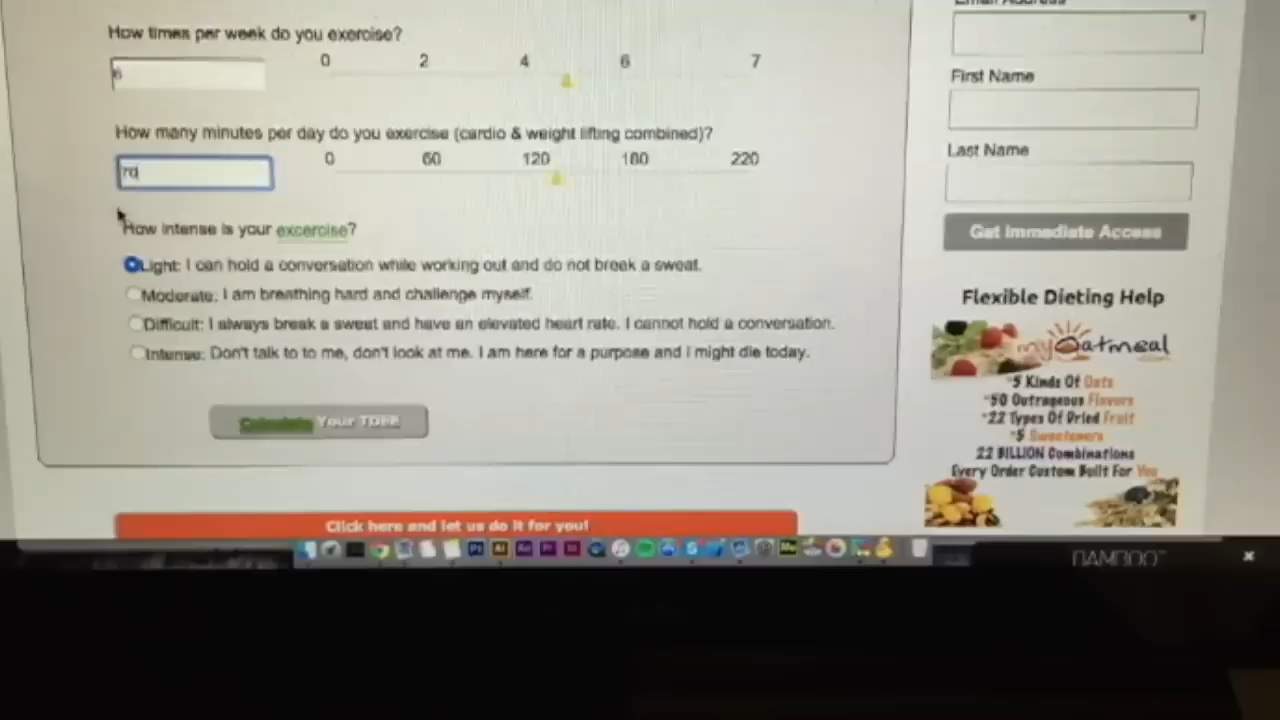 How times per week do you exercise?
0 2 4 6 7
6
How many minutes per day do you exercise (cardio & weight lifting combined)?
0 60 120 180 220
How intense is your excercise?
Light: I can hold a conversation while working out and do not break a sweat.
Moderate: I am breathing hard and challenge myself.
Difficult: I always break a sweat and have an elevated heart rate. I cannot hold a conversation.
Intense: Don't talk to to me, don't look at me. I am here for a purpose and I might die today.
Calculate Your TDEE
Click here and let us do it for you!
Email Address
First Name
Last Name
Get Immediate Access
Flexible Dieting Help
myOatmeal
*5 Kinds Of Oats
*50 Outrageous Flavors
*22 Types Of Dried Fruit
*5 Sweeteners
22 BILLION Combinations
Every Order Custom Built For You
BAMBOO™